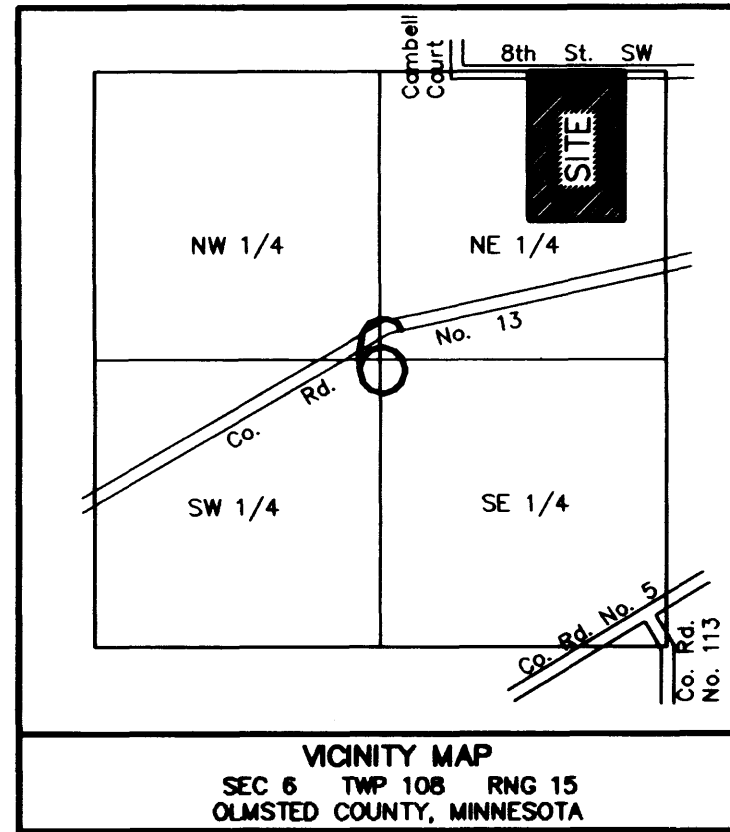 Cambell
Court
8th St. SW
SITE
NW 1/4
NE 1/4
No. 13
6
Co. Rd.
SW 1/4
SE 1/4
Co. Rd. No. 5
Co. Rd.
No. 113
VICINITY MAP
SEC 6 TWP 108 RNG 15
OLMSTED COUNTY, MINNESOTA